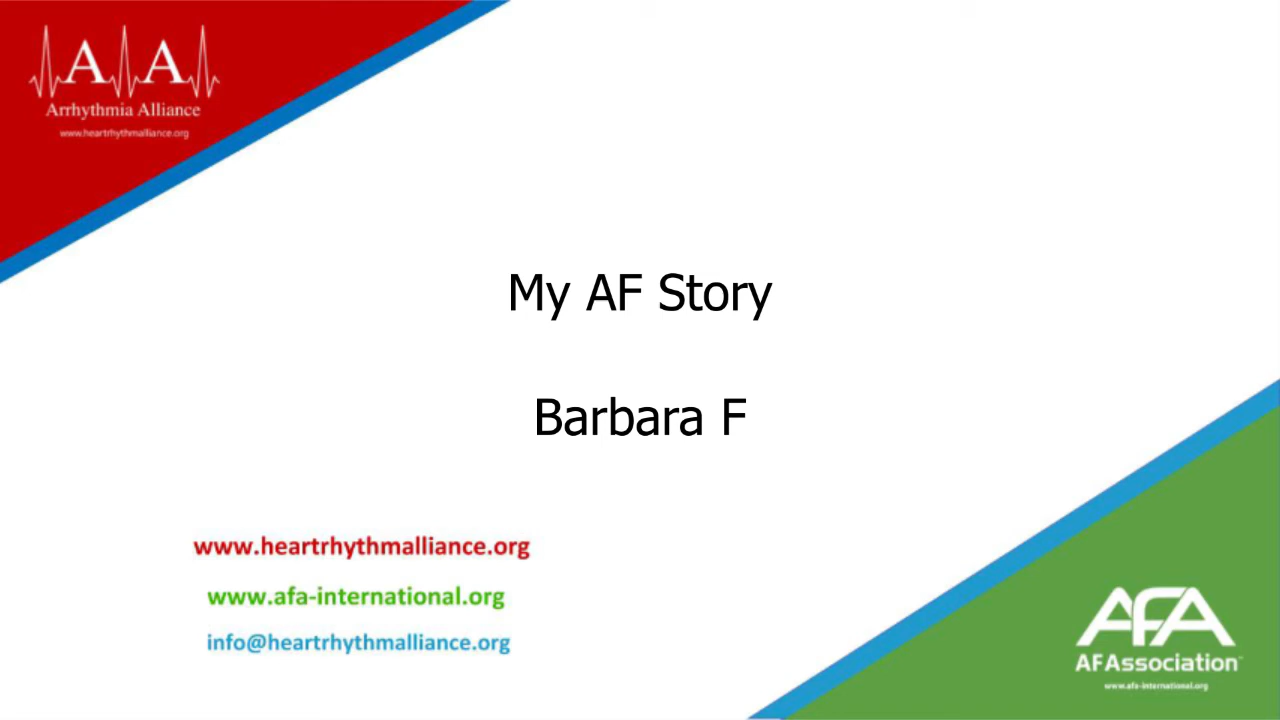 A A
Arrhythmia Alliance
www.heartrhythmalliance.org
My AF Story
Barbara F
www.heartrhythmalliance.org
www.afa-international.org
info@heartrhythmalliance.org
AFA
AFAssociation™
www.afa-international.org